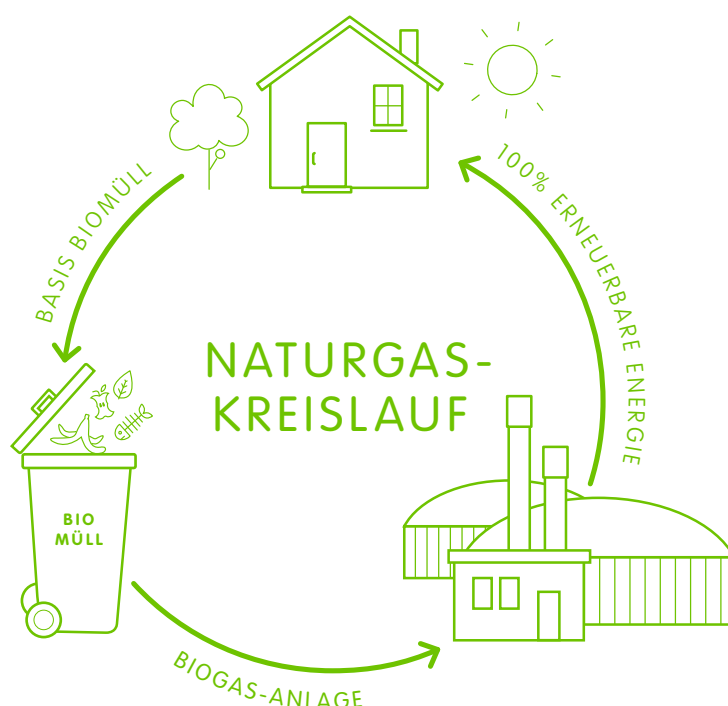 100% ERNEUERBARE ENERGIE
BASIS BIOMÜLL
NATURGAS-
KREISLAUF
BIO
MÜLL
BIOGAS-ANLAGE